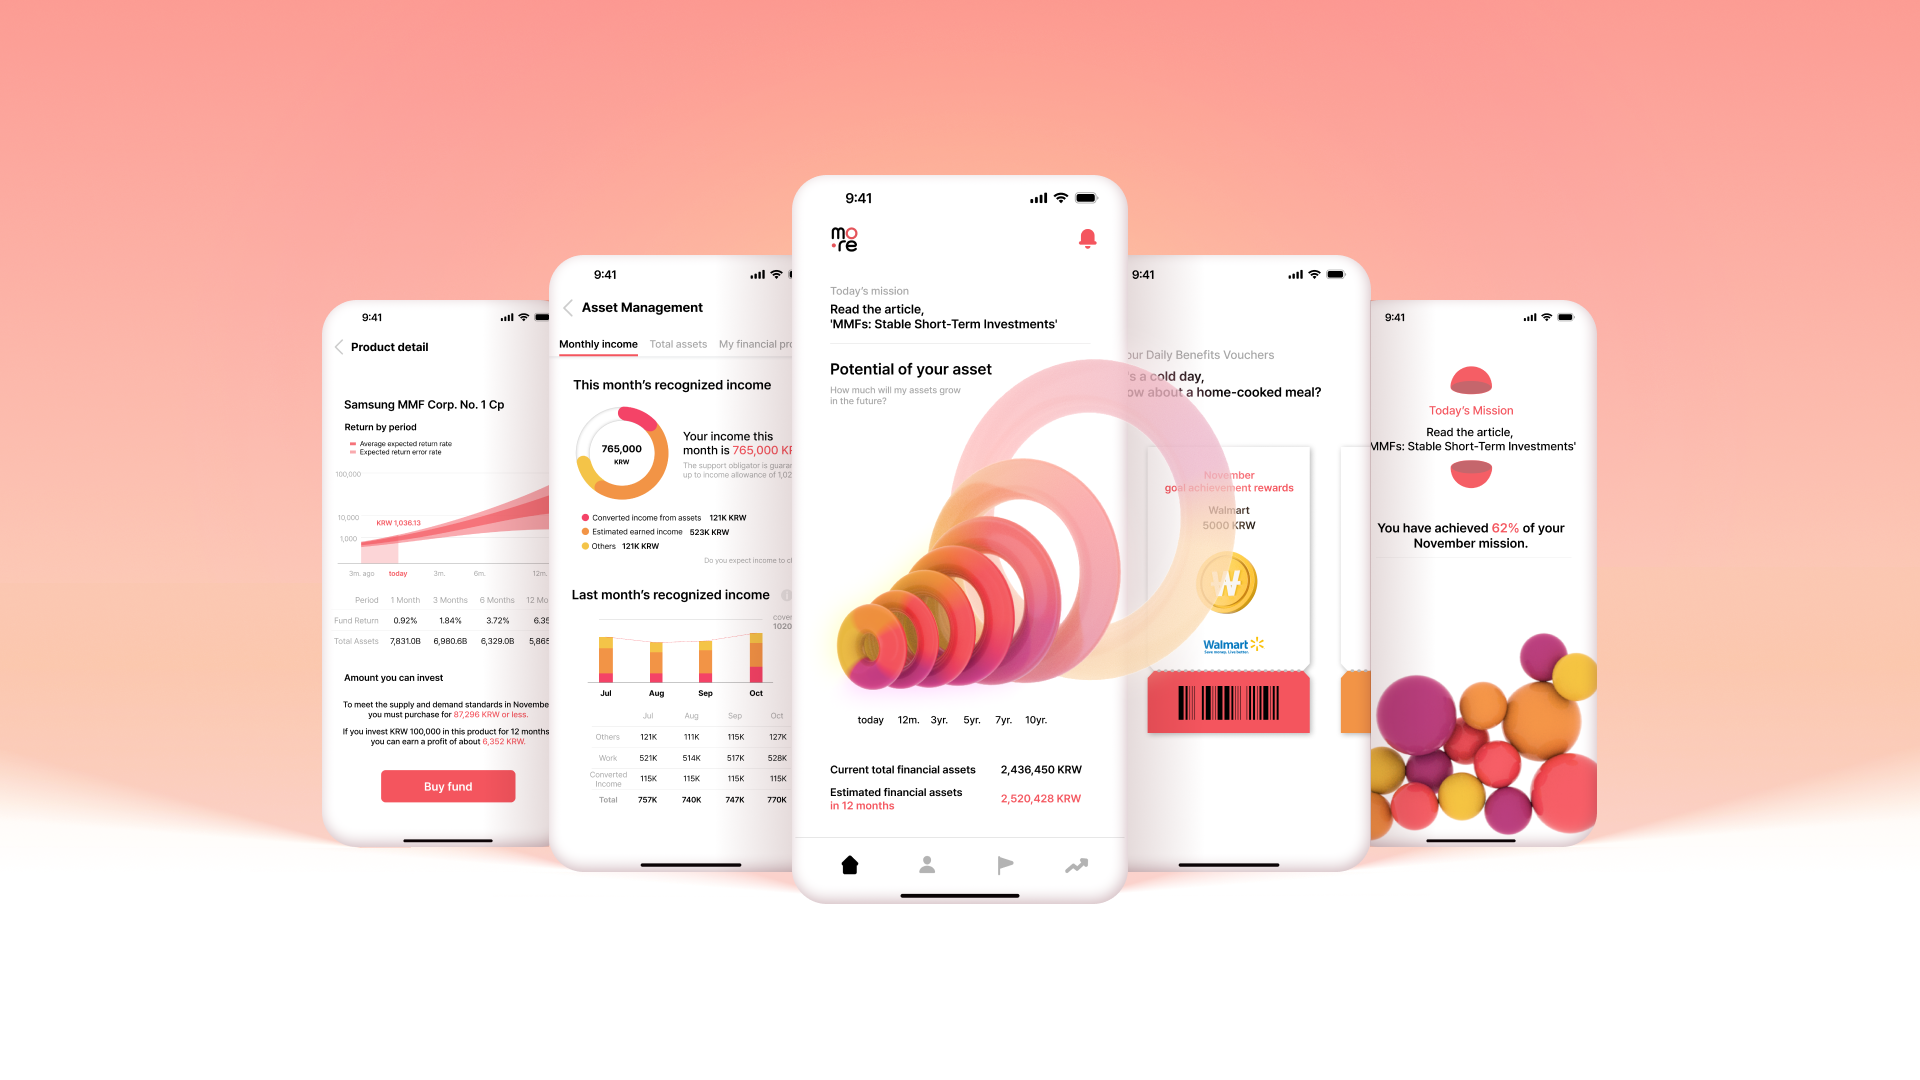 9:41
Product detail
Samsung MMF Corp. No. 1 Cp
Return by period
Average expected return rate
Expected return error rate
100,000
10,000
KRW 1,036.13
1,000
3m. ago today 3m. 6m. 12m.
Period 1 Month 3 Months 6 Months 12 Mo
Fund Return 0.92% 1.84% 3.72% 6.35
Total Assets 7,831.0B 6,980.6B 6,329.0B 5,865
Amount you can invest
To meet the supply and demand standards in Novembe
you must purchase for 87,296 KRW or less.
If you invest KRW 100,000 in this product for 12 months
you can earn a profit of about 6,352 KRW.
Buy fund
9:41
Asset Management
Monthly income Total assets My financial pro
This month's recognized income
765,000
KRW
Your income this
month is 765,000 KR
The support obligator is guaran
up to income allowance of 1,02
Converted income from assets 121K KRW
Estimated earned income 523K KRW
Others 121K KRW
Do you expect income to cl
Last month's recognized income
cover
1020
Jul Aug Sep Oct
Jul Aug Sep Oct
Others 121K 111K 115K 127K
Work 521K 514K 517K 528K
Converted
Income 115K 115K 115K 115K
Total 757K 740K 747K 770K
9:41
mo
re
Today's mission
Read the article,
'MMFs: Stable Short-Term Investments'
Potential of your asset
How much will my assets grow
in the future?
today 12m. 3yr. 5yr. 7yr. 10yr.
Current total financial assets 2,436,450 KRW
Estimated financial assets
in 12 months 2,520,428 KRW
9:41
our Daily Benefits Vouchers
's a cold day,
ow about a home-cooked meal?
November
goal achievement rewards
Walmart
5000 KRW
W
Walmart
Save money. Live better.
9:41
Today's Mission
Read the article,
MMFs: Stable Short-Term Investments'
You have achieved 62% of your
November mission.